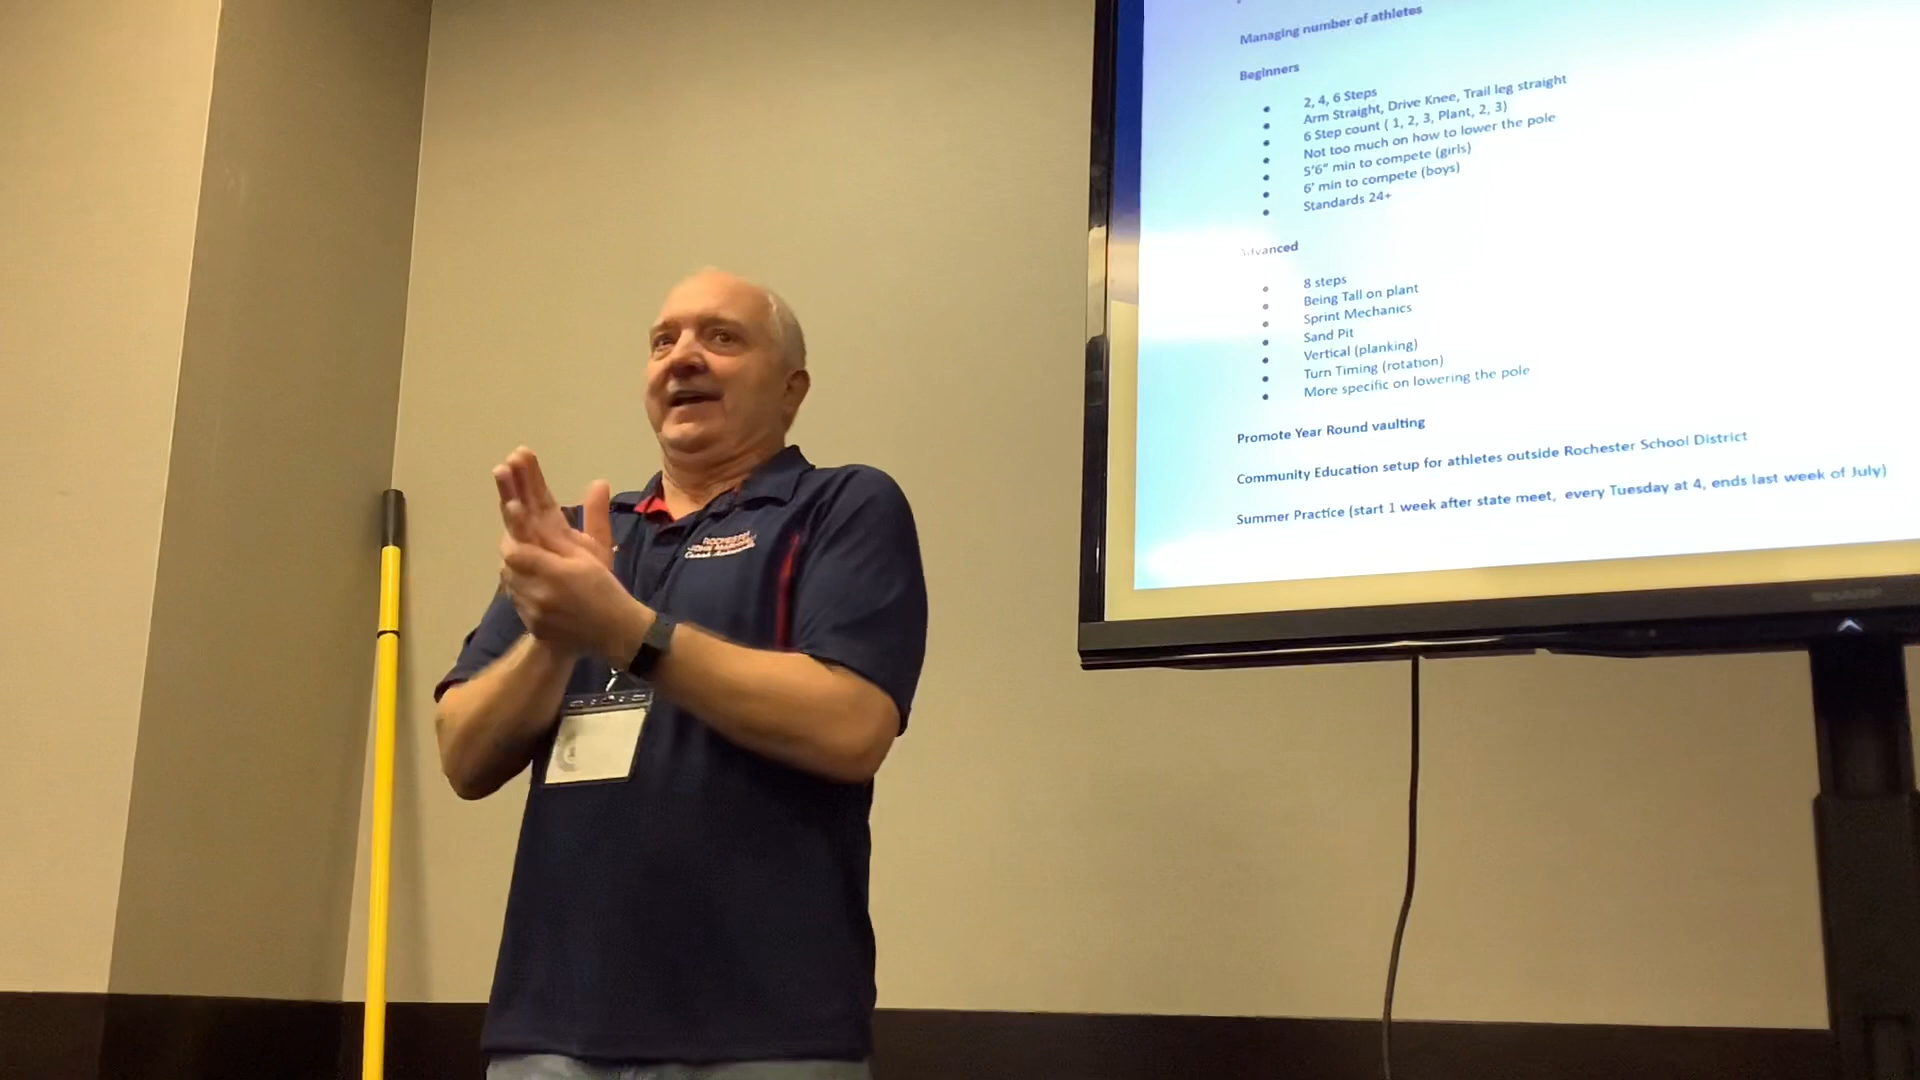 Managing number of athletes
Beginners
2, 4, 6 Steps
Arm Straight, Drive Knee, Trail leg straight
6 Step count ( 1, 2, 3, Plant, 2, 3)
Not too much on how to lower the pole
5'6" min to compete (girls)
6' min to compete (boys)
Standards 24+
Advanced
8 steps
Being Tall on plant
Sprint Mechanics
Sand Pit
Vertical (planking)
Turn Timing (rotation)
More specific on lowering the pole
Promote Year Round vaulting
Community Education setup for athletes outside Rochester School District
Summer Practice (start 1 week after state meet, every Tuesday at 4, ends last week of July)
SHARP
ROCHESTER